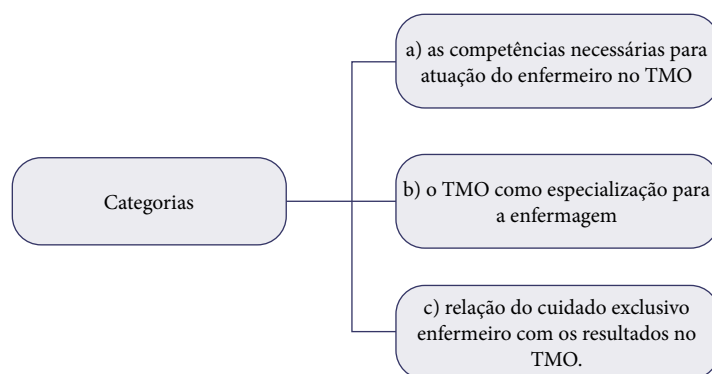 a) as competências necessárias para
atuação do enfermeiro no TMO
Categorias
b) o TMO como especialização para
a enfermagem
c) relação do cuidado exclusivo
enfermeiro com os resultados no
TMO.